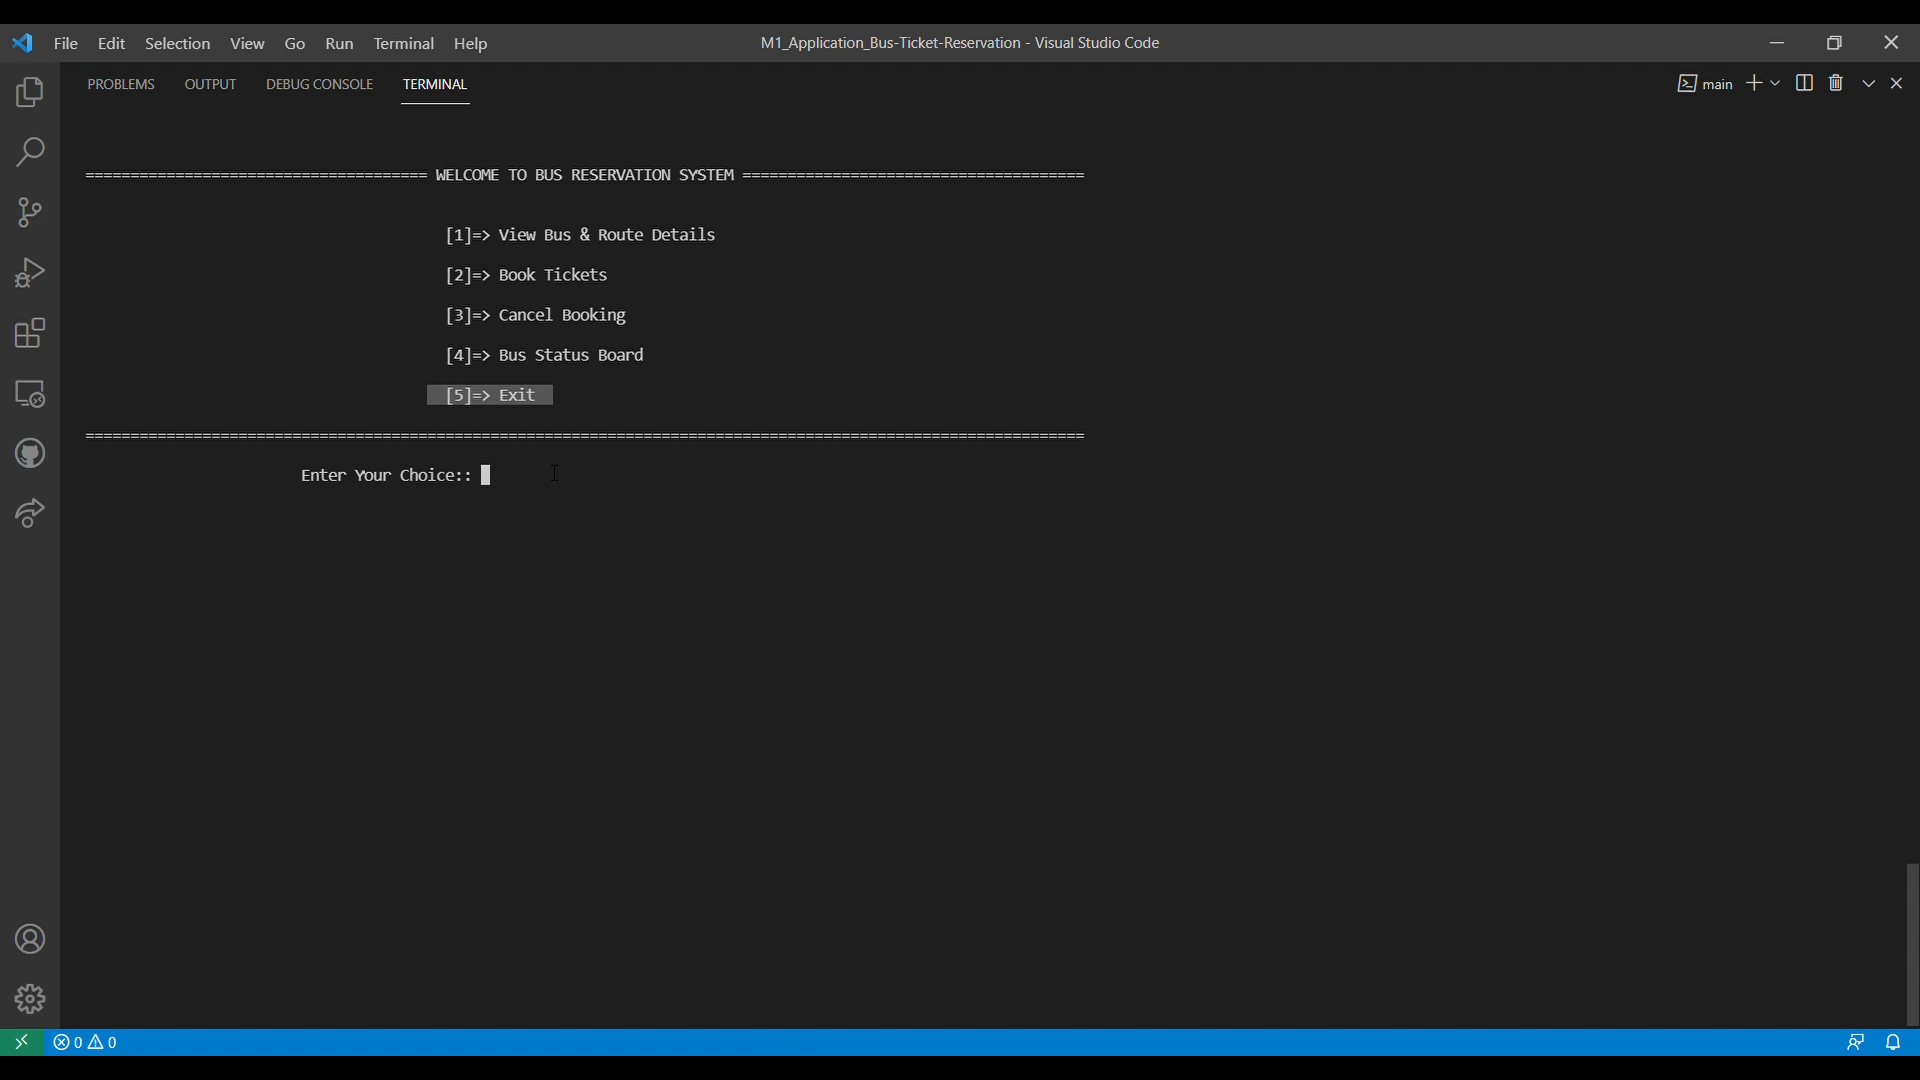 File Edit Selection View Go Run Terminal Help
M1_Application_Bus-Ticket-Reservation - Visual Studio Code
PROBLEMS OUTPUT DEBUG CONSOLE TERMINAL
main
====================================== WELCOME TO BUS RESERVATION SYSTEM ======================================
[1]=> View Bus & Route Details
[2]=> Book Tickets
[3]=> Cancel Booking
[4]=> Bus Status Board
[5]=> Exit
===============================================================================================================
Enter Your Choice::
0 0